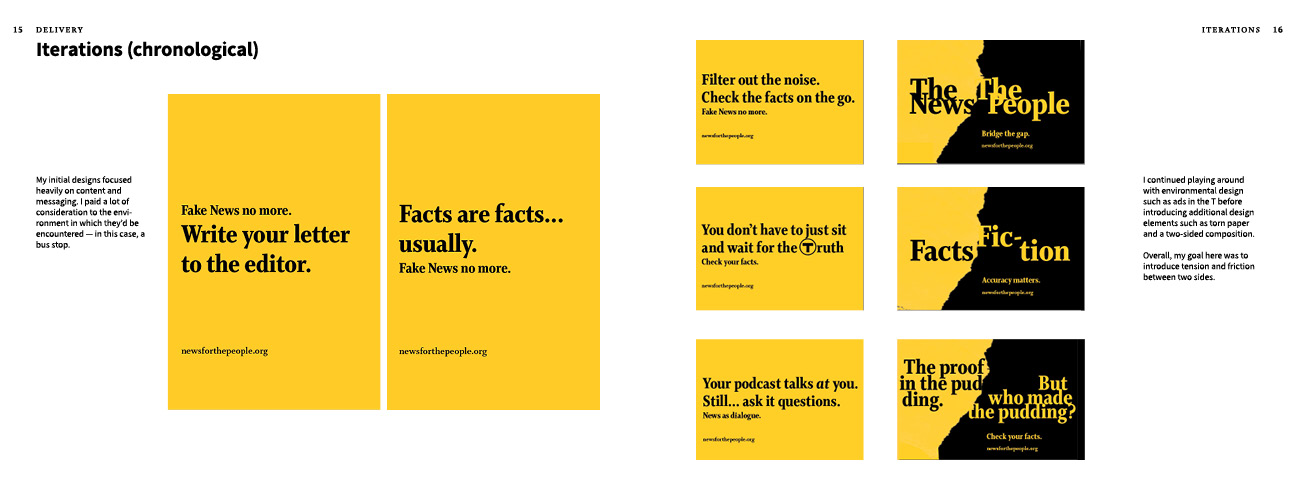 15 DELIVERY
Iterations (chronological)
My initial designs focused
heavily on content and
messaging. I paid a lot of
consideration to the envi-
ronment in which they'd be
encountered — in this case, a
bus stop.
Fake News no more.
Write your letter
to the editor.
newsforthepeople.org
Facts are facts...
usually.
Fake News no more.
newsforthepeople.org
ITERATIONS 16
Filter out the noise.
Check the facts on the go.
Fake News no more.
newsforthepeople.org
The
News
The
People
Bridge the gap.
newsforthepeople.org
You don't have to just sit
and wait for the Truth
Check your facts.
newsforthepeople.org
Facts
Fic-
tion
Accuracy matters.
newsforthepeople.org
Your podcast talks at you.
Still... ask it questions.
News as dialogue.
newsforthepeople.org
The proof
in the pud
ding.
But
who made
the pudding?
Check your facts.
newsforthepeople.org
I continued playing around
with environmental design
such as ads in the T before
introducing additional design
elements such as torn paper
and a two-sided composition.
Overall, my goal here was to
introduce tension and friction
between two sides.